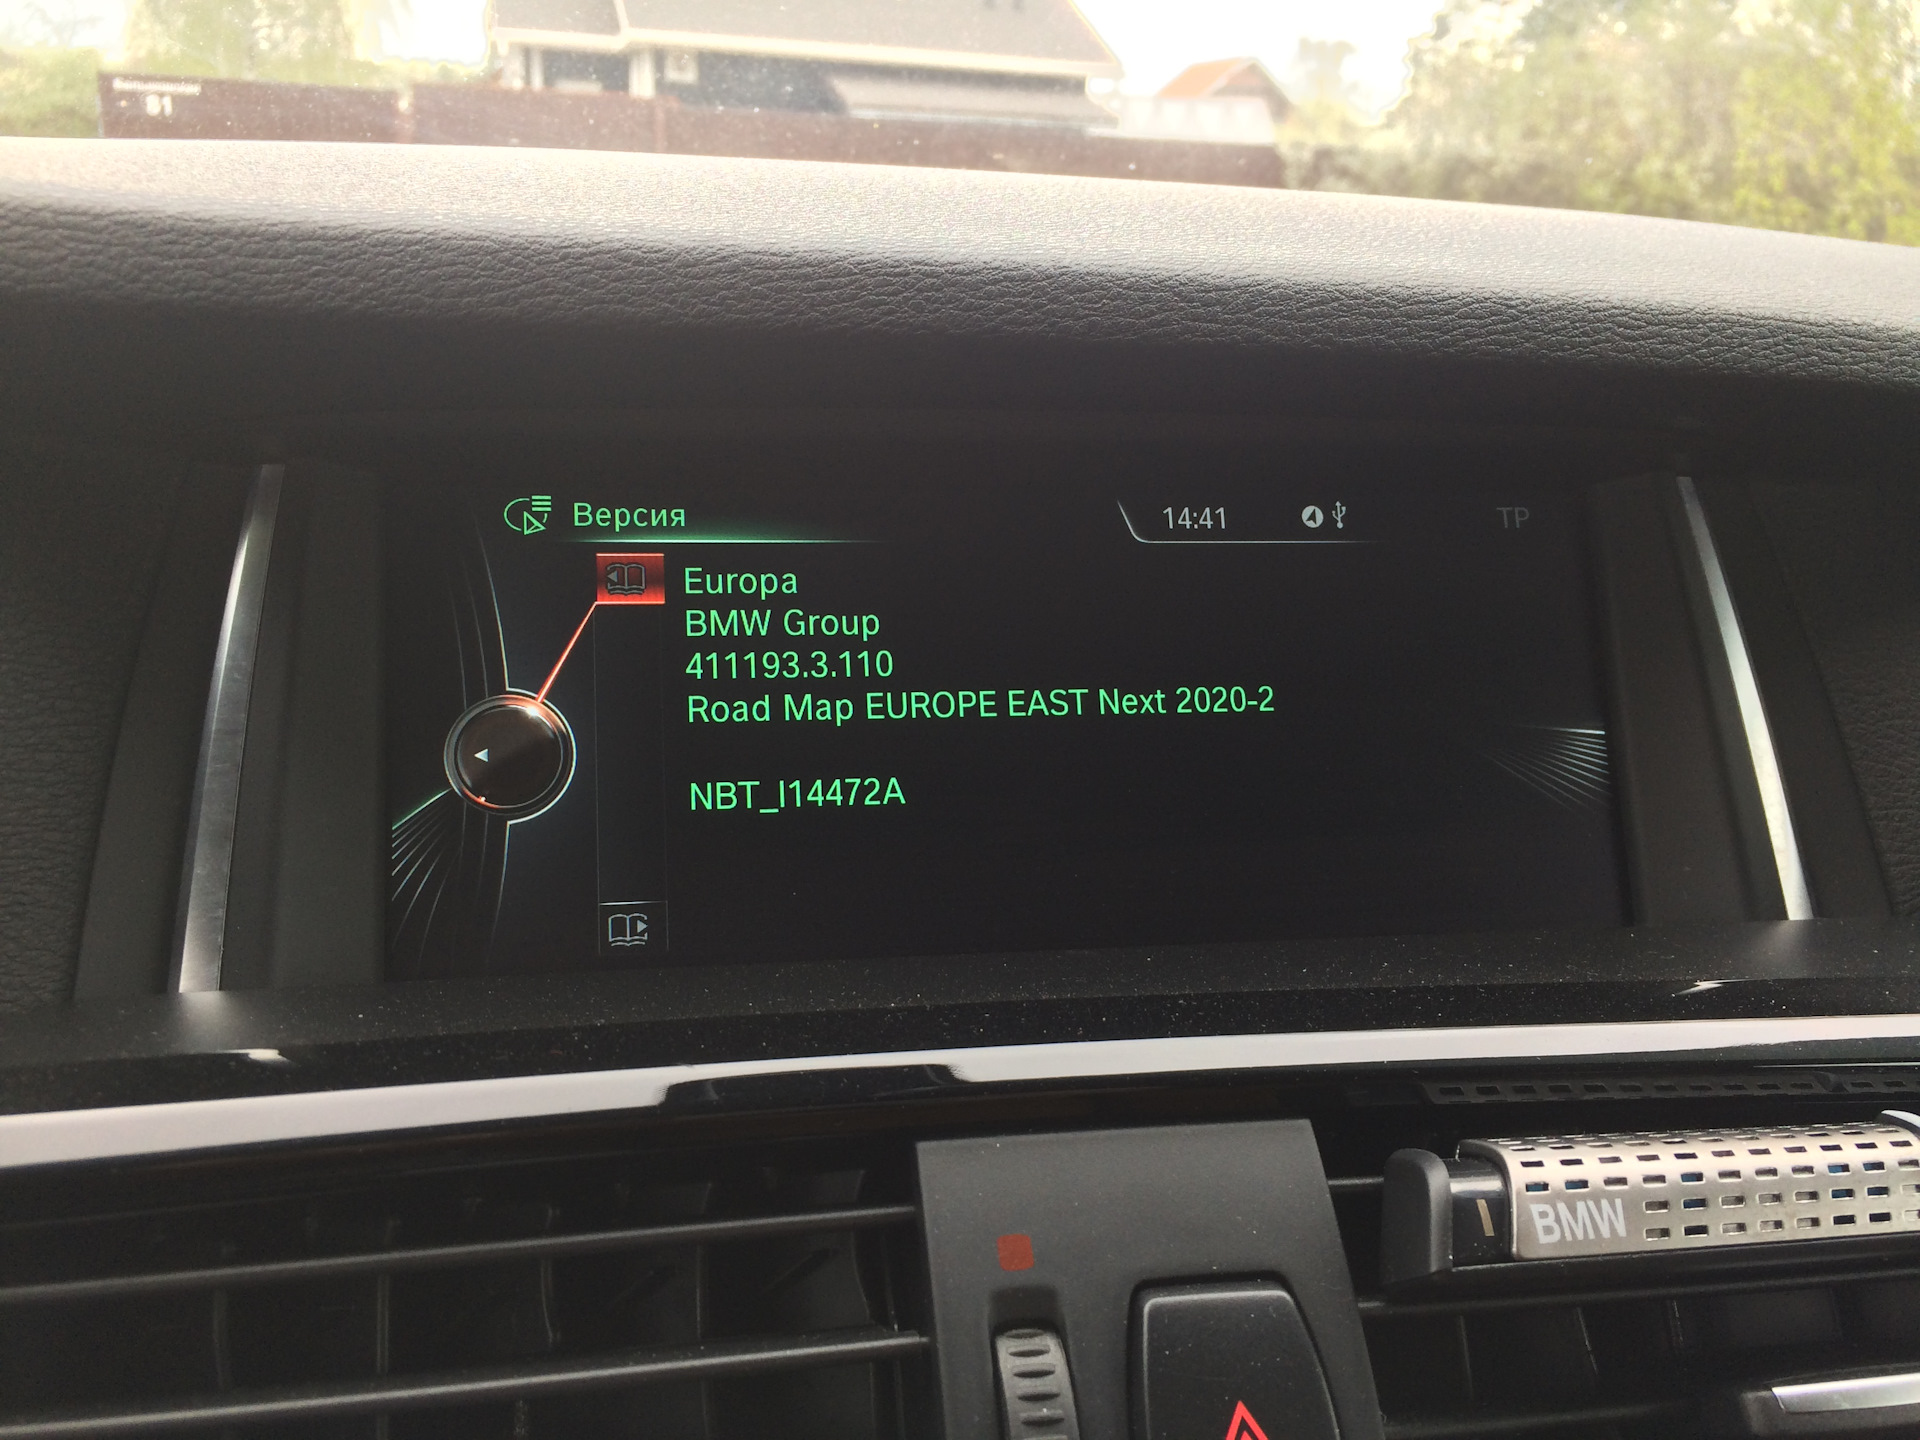 81
Версия
14:41
TP
Europa
BMW Group
411193.3.110
Road Map EUROPE EAST Next 2020-2
NBT_I14472A
BMW